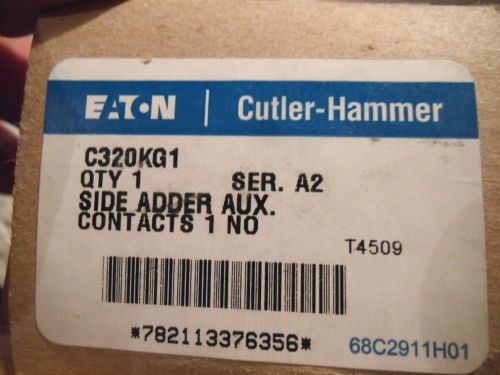 EATON | Cutler-Hammer
C320KG1
QTY 1 SER. A2
SIDE ADDER AUX.
CONTACTS 1 NO
T4509
*782113376356*
68C2911H01